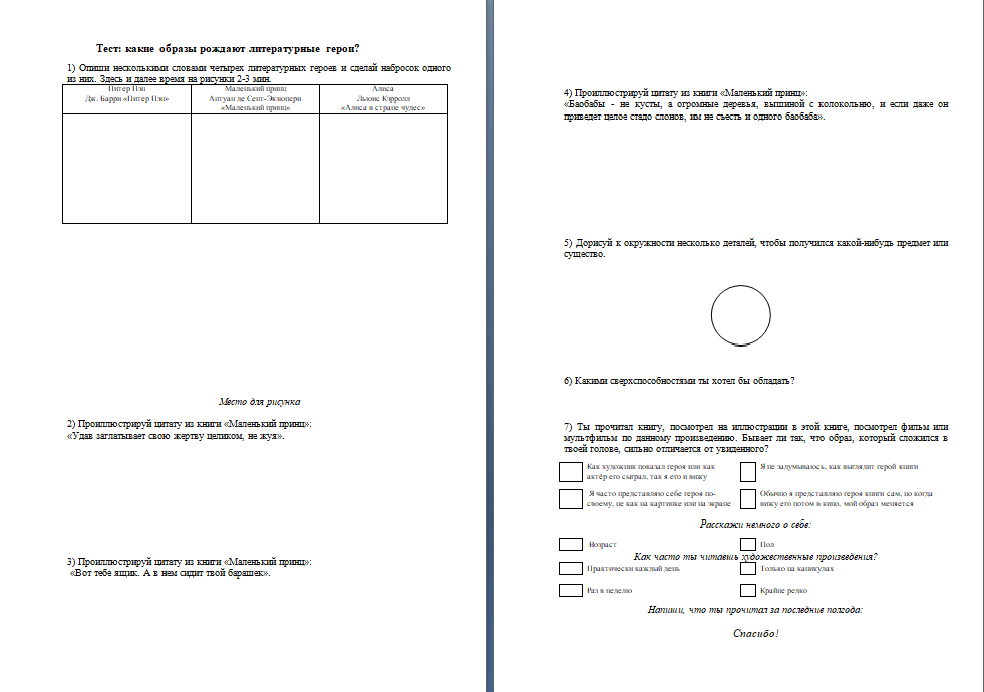 Тест: какие образы рождают литературные герои?
1) Опиши несколькими словами четырех литературных героев и сделай набросок одного
из них. Здесь и далее время на рисунки 2-3 мин.
Питер Пэн
Дж. Барри «Питер Пэн»
Маленький принц
Антуан де Сент-Экзюпери
«Маленький принц»
Алиса
Льюис Кэрролл
«Алиса в стране чудес»
Место для рисунка
2) Проиллюстрируй цитату из книги «Маленький принц»:
«Удав заглатывает свою жертву целиком, не жуя».
3) Проиллюстрируй цитату из книги «Маленький принц»:
«Вот тебе ящик. А в нем сидит твой барашек».
4) Проиллюстрируй цитату из книги «Маленький принц»:
«Баобабы - не кусты, а огромные деревья, вышиной с колокольню, и если даже он
приведет целое стадо слонов, им не съесть и одного баобаба».
5) Дорисуй к окружности несколько деталей, чтобы получился какой-нибудь предмет или
существо.
6) Какими сверхспособностями ты хотел бы обладать?
7) Ты прочитал книгу, посмотрел на иллюстрации в этой книге, посмотрел фильм или
мультфильм по данному произведению. Бывает ли так, что образ, который сложился в
твоей голове, сильно отличается от увиденного?
Как художник показал героя или как
актёр его сыграл, так я его и вижу
Я не задумываюсь, как выглядит герой книги
Я часто представляю себе героя по-
своему, не как на картинке или на экране
Обычно я представляю героя книги сам, но когда
вижу его потом в кино, мой образ меняется
Расскажи немного о себе:
Возраст
Пол
Как часто ты читаешь художественные произведения?
Практически каждый день
Только на каникулах
Раз в неделю
Крайне редко
Напиши, что ты прочитал за последние полгода:
Спасибо!